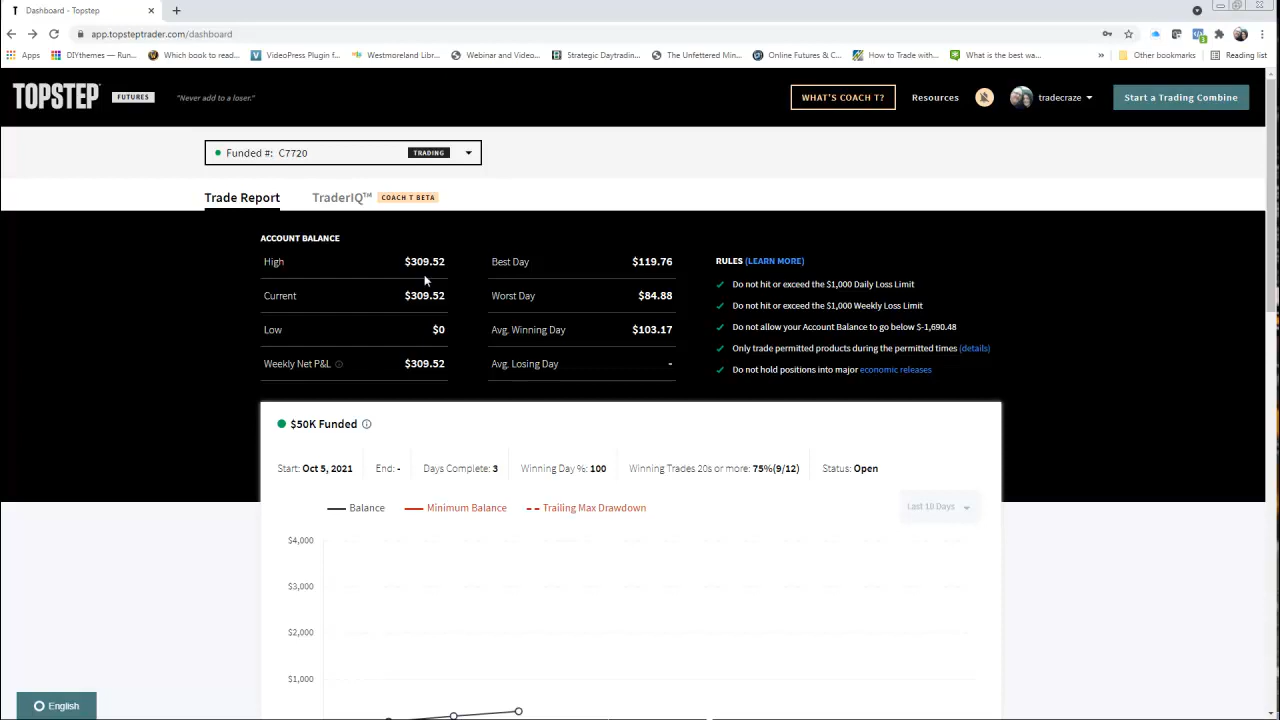 Dashboard - Topstep
app.topsteptrader.com/dashboard
Apps DIYthemes — Run... Which book to read... VideoPress Plugin f... Westmoreland Libr... Webinar and Video... Strategic Daytradin... The Unfettered Min... Online Futures & C... How to Trade with... What is the best wa... » Other bookmarks Reading list
TOPSTEP FUTURES "Never add to a loser." WHAT'S COACH T? Resources tradecraze Start a Trading Combine
Funded #: C7720 TRADING
Trade Report TraderIQ™ COACH T BETA
ACCOUNT BALANCE
High $309.52 Best Day $119.76 RULES (LEARN MORE)
Do not hit or exceed the $1,000 Daily Loss Limit
Current $309.52 Worst Day $84.88
Do not hit or exceed the $1,000 Weekly Loss Limit
Low $0 Avg. Winning Day $103.17 Do not allow your Account Balance to go below $-1,690.48
Only trade permitted products during the permitted times (details)
Weekly Net P&L $309.52 Avg. Losing Day - Do not hold positions into major economic releases
$50K Funded
Start: Oct 5, 2021 End: - Days Complete: 3 Winning Day %: 100 Winning Trades 20s or more: 75%(9/12) Status: Open
Balance Minimum Balance Trailing Max Drawdown Last 10 Days
$4,000
$3,000
$2,000
$1,000
English